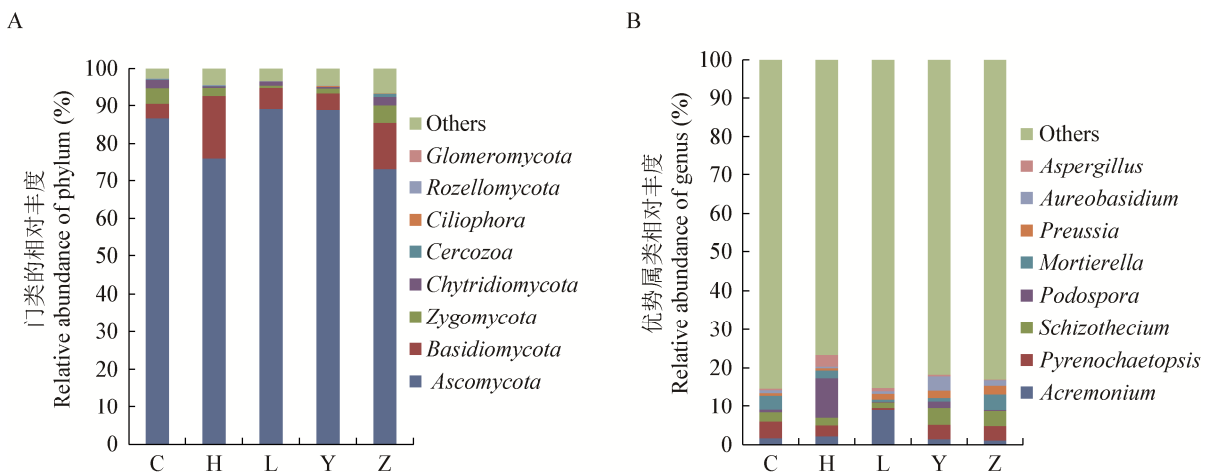 A
门类的相对丰度
Relative abundance of phylum (%)
100
90
80
70
60
50
40
30
20
10
0
C H L Y Z
Others
Glomeromycota
Rozellomycota
Ciliophora
Cercozoa
Chytridiomycota
Zygomycota
Basidiomycota
Ascomycota
B
优势属类相对丰度
Relative abundance of genus (%)
100
90
80
70
60
50
40
30
20
10
0
C H L Y Z
Others
Aspergillus
Aureobasidium
Preussia
Mortierella
Podospora
Schizothecium
Pyrenochaetopsis
Acremonium